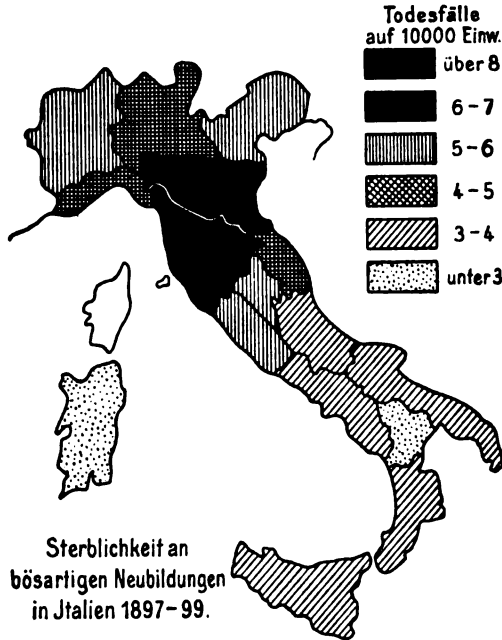 Todesfälle
auf 10000 Einw.
über 8
6-7
5-6
4-5
3-4
unter 3
Sterblichkeit an
bösartigen Neubildungen
in Jtalien 1897-99.